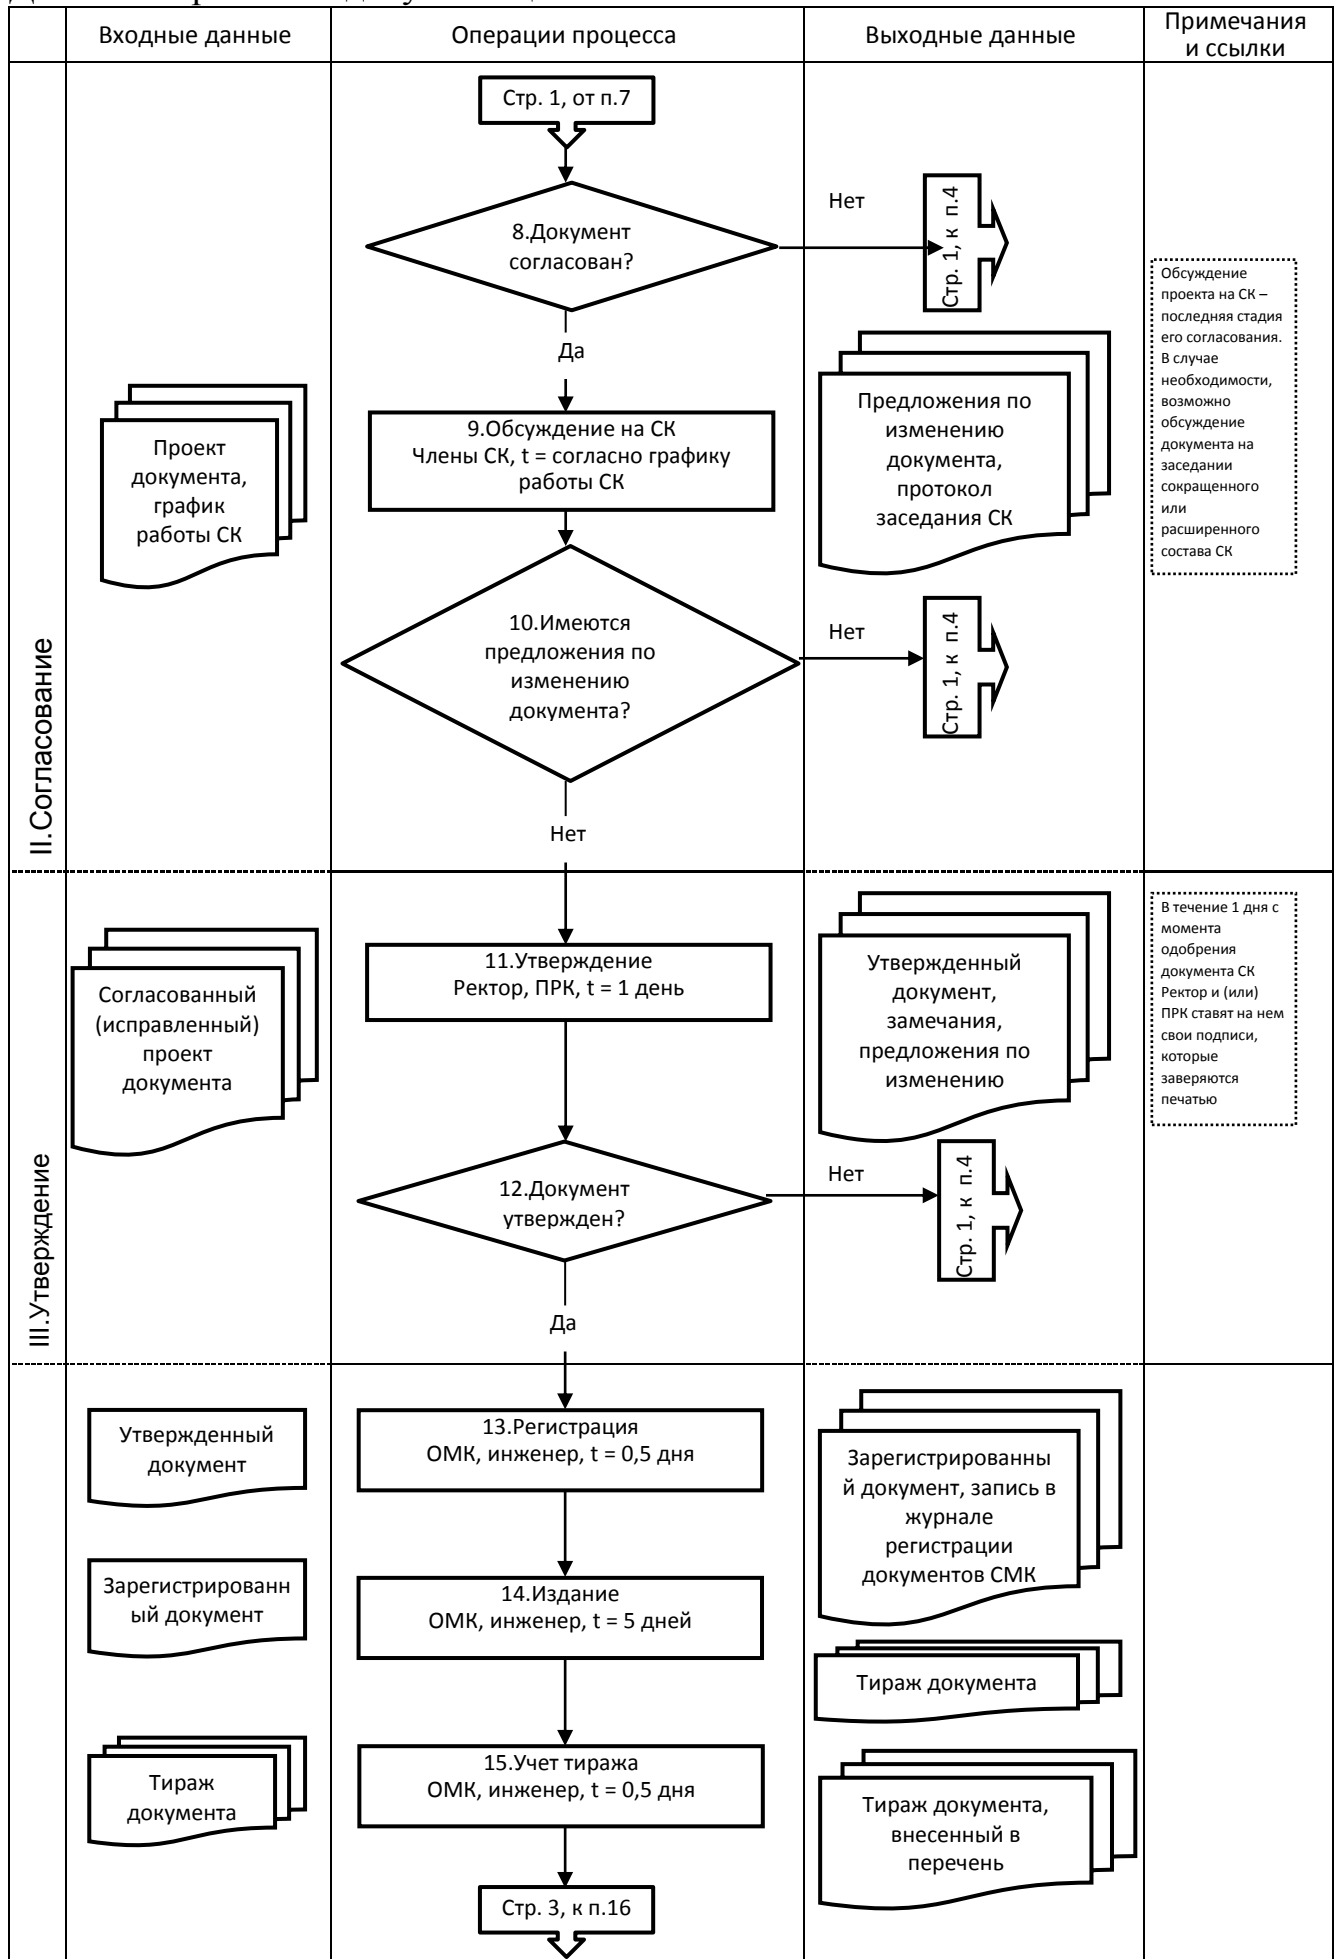 Входные данные
Операции процесса
Выходные данные
Примечания
и ссылки
Стр. 1, от п.7
8.Документ
согласован?
Нет
Стр. 1, к п.4
Да
Обсуждение
проекта на СК –
последняя стадия
его согласования.
В случае
необходимости,
возможно
обсуждение
документа на
заседании
сокращенного
или
расширенного
состава СК
Проект
документа,
график
работы СК
9.Обсуждение на СК
Члены СК, t = согласно графику
работы СК
Предложения по
изменению
документа,
протокол
заседания СК
10.Имеются
предложения по
изменению
документа?
Нет
Стр. 1, к п.4
Нет
II.Согласование
Согласованный
(исправленный)
проект
документа
11.Утверждение
Ректор, ПРК, t = 1 день
Утвержденный
документ,
замечания,
предложения по
изменению
В течение 1 дня с
момента
одобрения
документа СК
Ректор и (или)
ПРК ставят на нем
свои подписи,
которые
заверяются
печатью
12.Документ
утвержден?
Нет
Стр. 1, к п.4
Да
III.Утверждение
Утвержденный
документ
13.Регистрация
ОМК, инженер, t = 0,5 дня
Зарегистрированны
й документ, запись в
журнале
регистрации
документов СМК
Зарегистрированн
ый документ
14.Издание
ОМК, инженер, t = 5 дней
Тираж документа
Тираж
документа
15.Учет тиража
ОМК, инженер, t = 0,5 дня
Тираж документа,
внесенный в
перечень
Стр. 3, к п.16